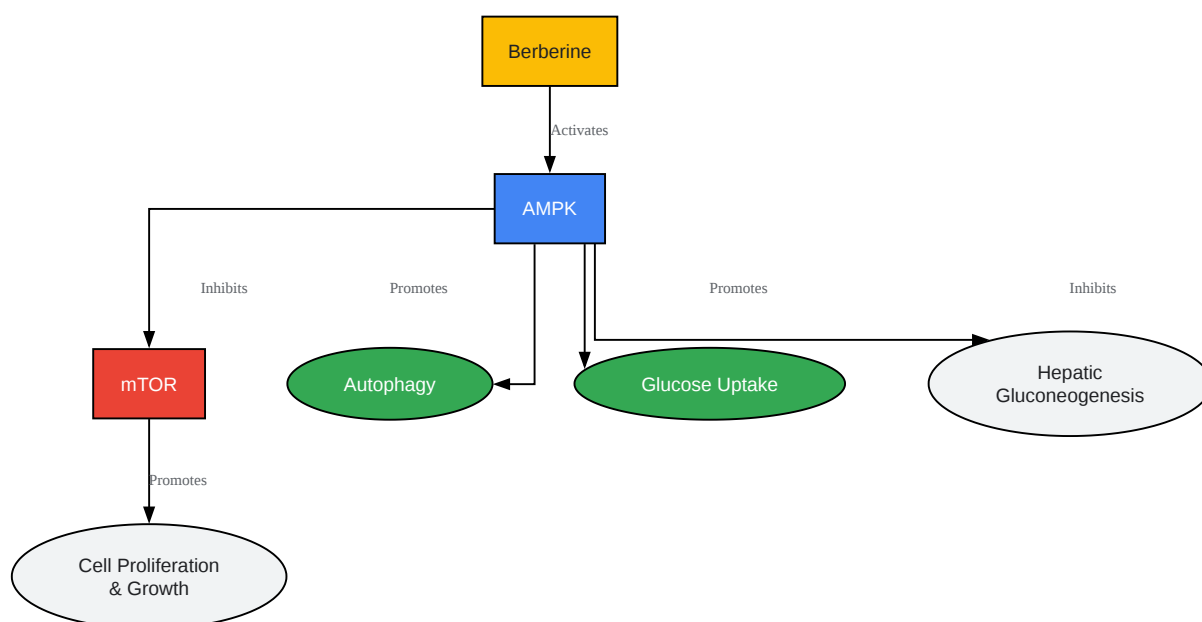 Berberine
Activates
AMPK
Inhibits
Promotes
Promotes
Inhibits
mTOR
Autophagy
Glucose Uptake
Hepatic
Gluconeogenesis
Promotes
Cell Proliferation
& Growth